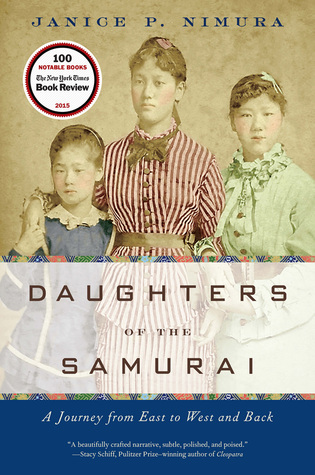 JANICE P. NIMURA
100
NOTABLE BOOKS
The New York Times
Book Review
2015
DAUGHTERS
OF THE
SAMURAI
A Journey from East to West and Back
"A beautifully crafted narrative, subtle, polished, and poised."
—Stacy Schiff, Pulitzer Prize–winning author of Cleopatra